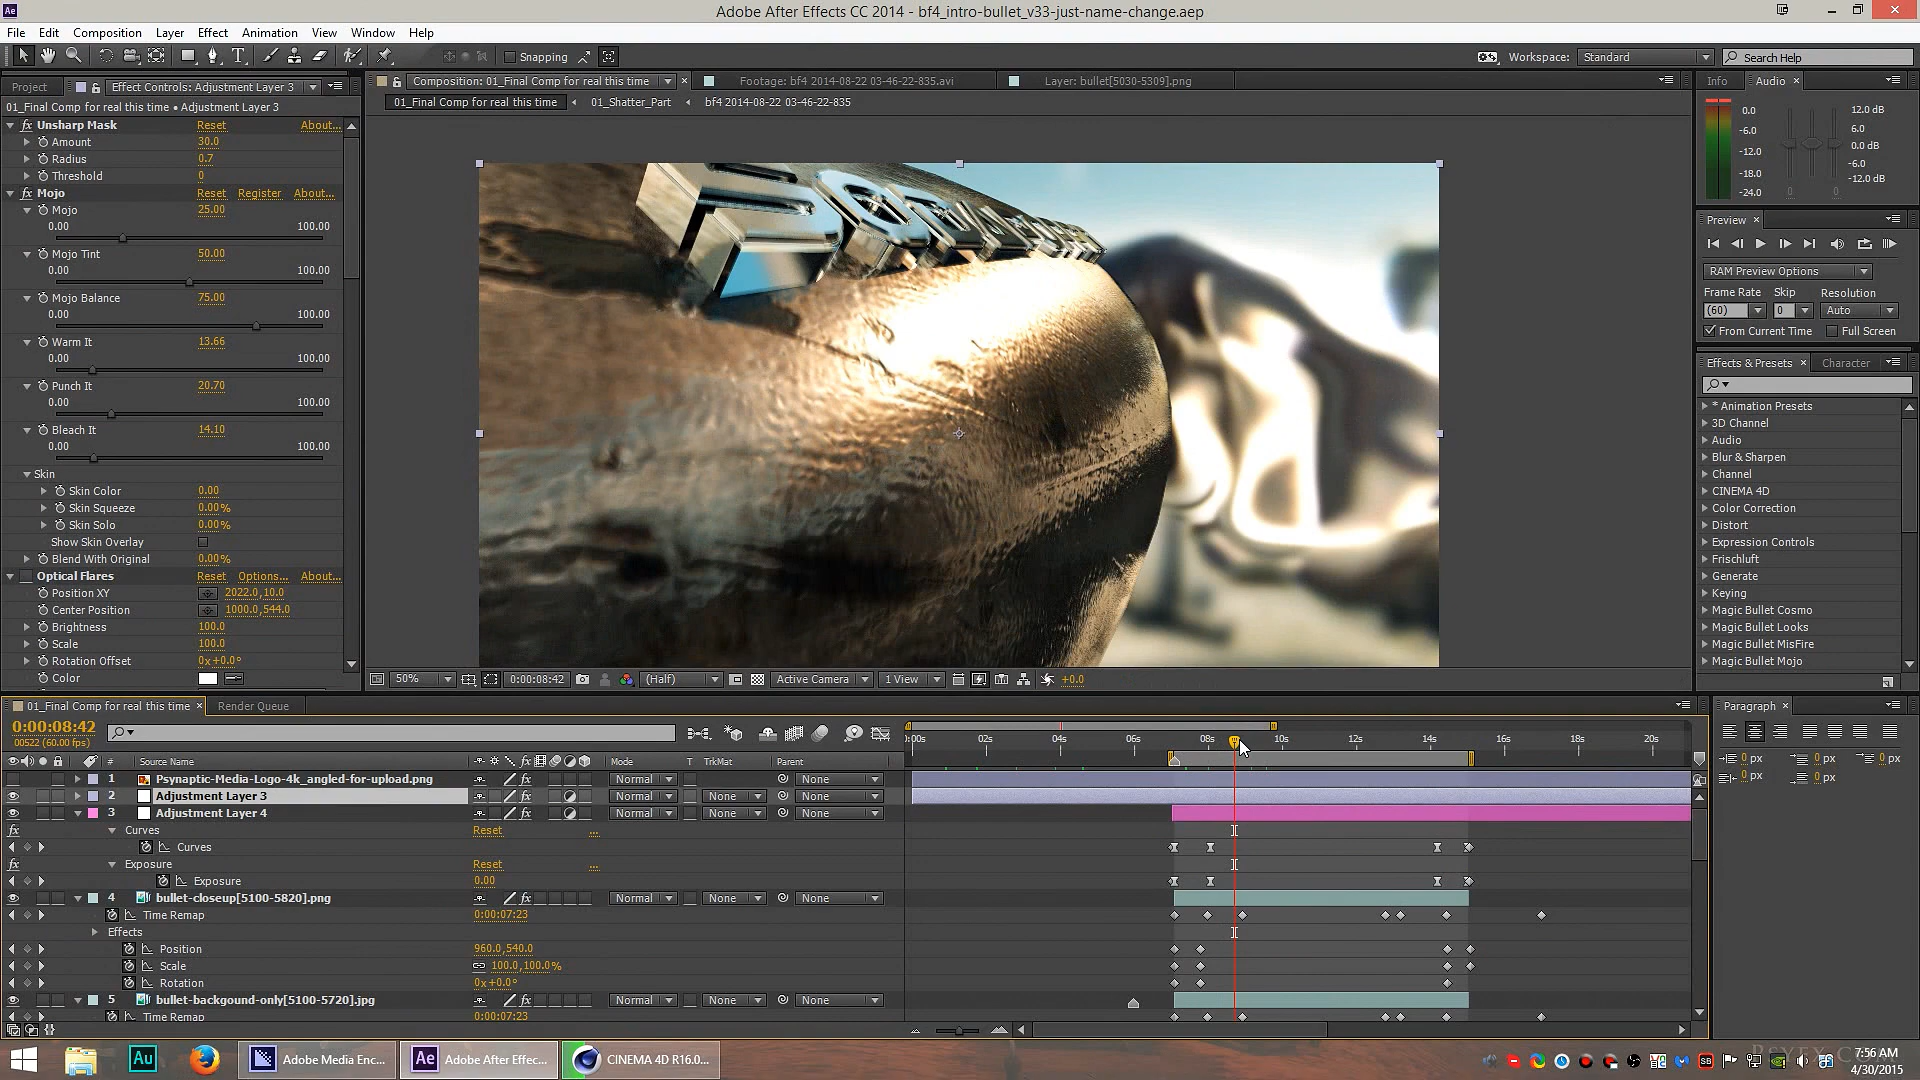 Adobe After Effects CC 2014 - bf4_intro-bullet_v33-just-name-change.aep
File Edit Composition Layer Effect Animation View Window Help
Snapping
Workspace: Standard
Search Help
Project Effect Controls: Adjustment Layer 3
01_Final Comp for real this time • Adjustment Layer 3
Unsharp Mask Reset About...
Amount 30.0
Radius 0.7
Threshold 0
Mojo Reset Register About...
Mojo 25.00
0.00 100.00
Mojo Tint 50.00
0.00 100.00
Mojo Balance 75.00
0.00 100.00
Warm It 13.66
0.00 100.00
Punch It 20.70
0.00 100.00
Bleach It 14.10
0.00 100.00
Skin
Skin Color 0.00
Skin Squeeze 0.00%
Skin Solo 0.00%
Show Skin Overlay
Blend With Original 0.00%
Optical Flares Reset Options... About...
Position XY 2022.0,10.0
Center Position 1000.0,544.0
Brightness 100.0
Scale 100.0
Rotation Offset 0x+0.0°
Color
Composition: 01_Final Comp for real this time Footage: bf4 2014-08-22 03-46-22-835.avi Layer: bullet[5030-5309].png
01_Final Comp for real this time 01_Shatter_Part bf4 2014-08-22 03-46-22-835
50% 0:00:08:42 (Half) Active Camera 1 View +0.0
Info Audio
0.0 12.0 dB
-6.0 6.0
-12.0 0.0 dB
-18.0 -6.0
-24.0 0 0 -12.0 dB
Preview
RAM Preview Options
Frame Rate Skip Resolution
(60) 0 Auto
From Current Time Full Screen
Effects & Presets Character
* Animation Presets
3D Channel
Audio
Blur & Sharpen
Channel
CINEMA 4D
Color Correction
Distort
Expression Controls
Frischluft
Generate
Keying
Magic Bullet Cosmo
Magic Bullet Looks
Magic Bullet MisFire
Magic Bullet Mojo
01_Final Comp for real this time Render Queue
0:00:08:42
00522 (60.00 fps)
02s 04s 06s 08s 10s 12s 14s 16s 18s 20s
# Source Name Mode T TrkMat Parent
1 Psynaptic-Media-Logo-4k_angled-for-upload.png Normal None
2 Adjustment Layer 3 Normal None None
3 Adjustment Layer 4 Normal None None
Curves Reset ...
Curves
Exposure Reset ...
Exposure 0.00
4 bullet-closeup[5100-5820].png Normal None None
Time Remap 0:00:07:23
Effects
Position 960.0,540.0
Scale 100.0,100.0%
Rotation 0x+0.0°
5 bullet-backgound-only[5100-5720].jpg Normal None None
Time Remap 0:00:07:23
Paragraph
0 px 0 px 0 px
0 px 0 px
Adobe Media Enc... Adobe After Effec... CINEMA 4D R16.0...
7:56 AM
4/30/2015